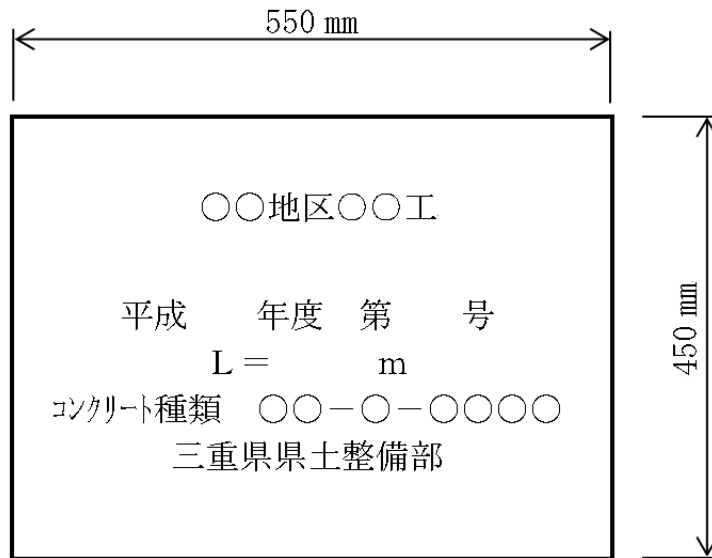 550 mm
○○地区○○工
平成　　年度　第　　号
L＝　　　m
450 mm
コンクリート種類　○○－○－○○○○
三重県県土整備部